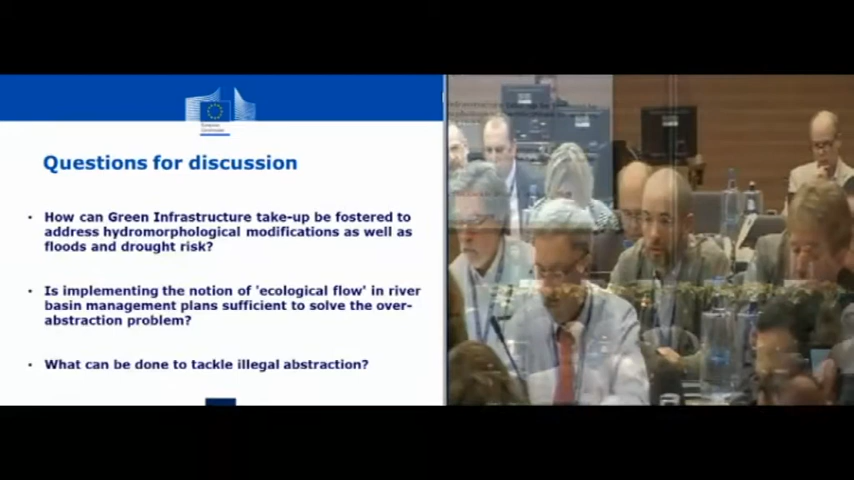 European
Commission
Questions for discussion
• How can Green Infrastructure take-up be fostered to
address hydromorphological modifications as well as
floods and drought risk?
• Is implementing the notion of 'ecological flow' in river
basin management plans sufficient to solve the over-
abstraction problem?
• What can be done to tackle illegal abstraction?